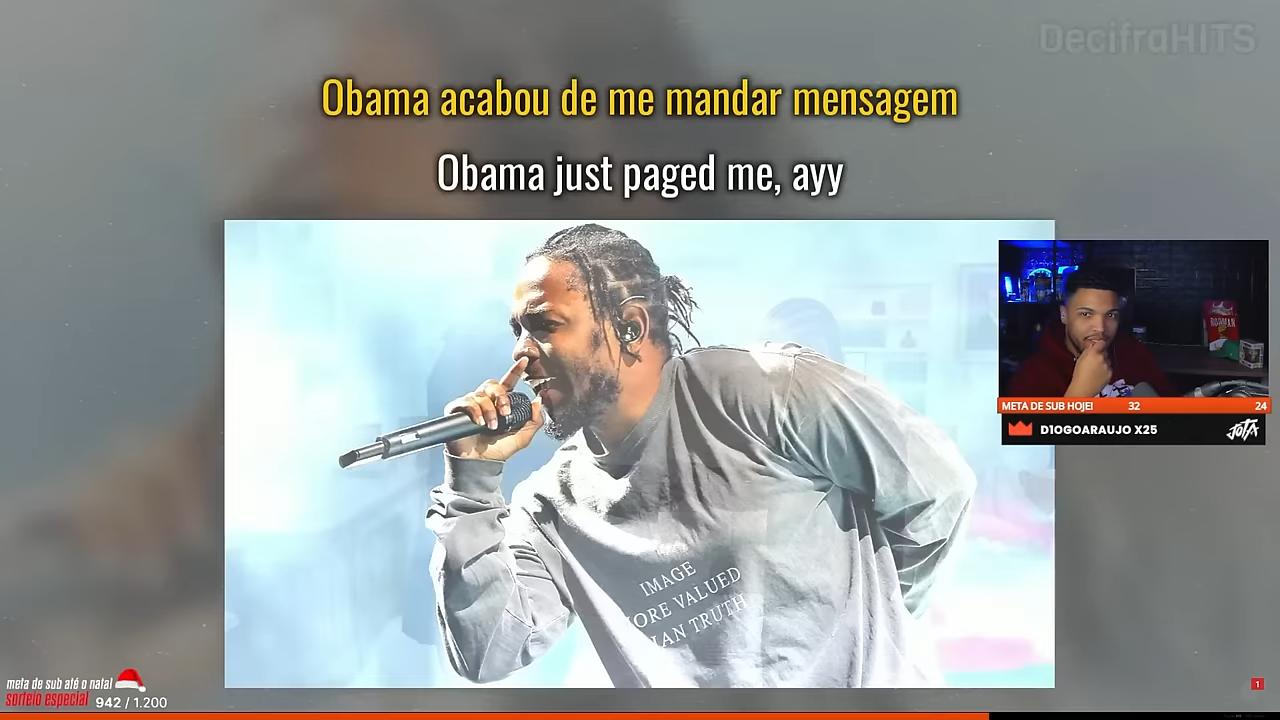 DecifraHITS
Obama acabou de me mandar mensagem
Obama just paged me, ayy
IMAGE
ORE VALUED
AN TRUTH
META DE SUB HOJE! 32 24
D1OGOARAUJO X25
JOTA
meta de sub até o natal
sorteio especial 942 / 1.200
1